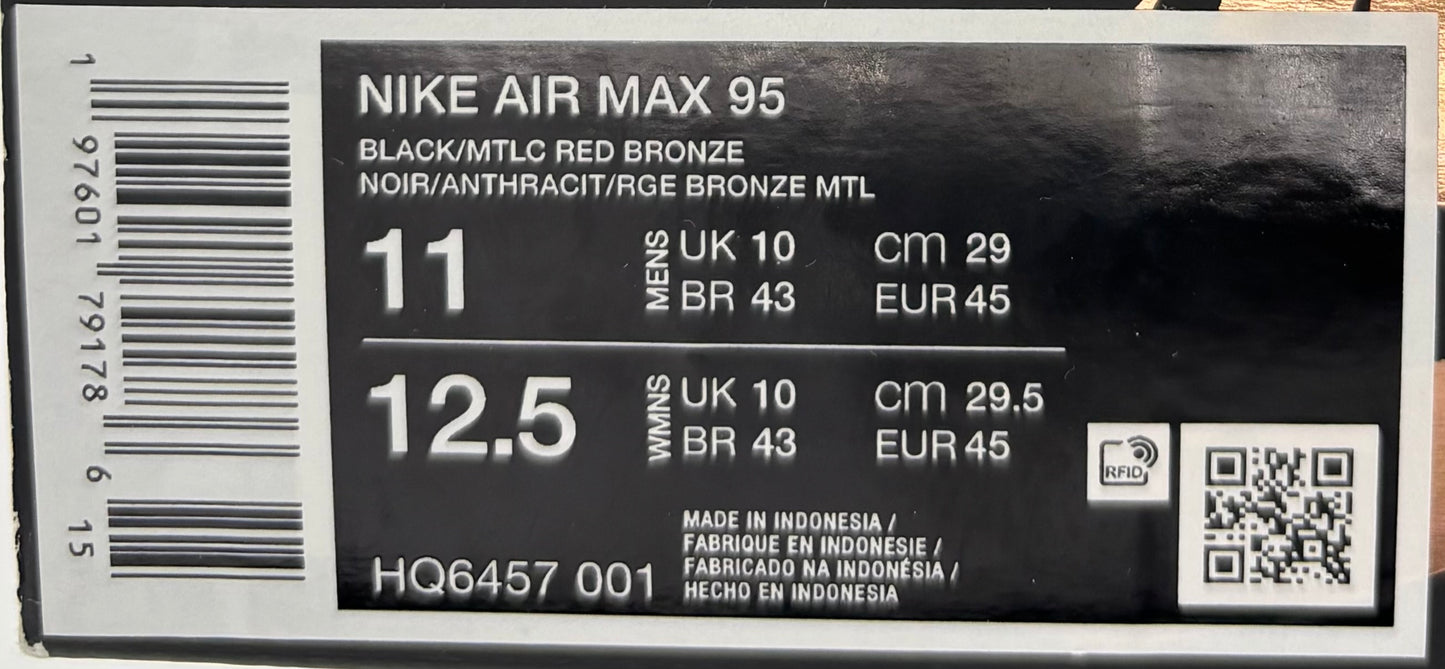 1 97601 79178 6 15
NIKE AIR MAX 95
BLACK/MTLC RED BRONZE
NOIR/ANTHRACIT/RGE BRONZE MTL
11 MENS UK 10 cm 29
BR 43 EUR 45
12.5 WMNS UK 10 cm 29.5
BR 43 EUR 45
RFID
MADE IN INDONESIA /
FABRIQUE EN INDONESIE /
FABRICADO NA INDONÉSIA /
HECHO EN INDONESIA
HQ6457 001